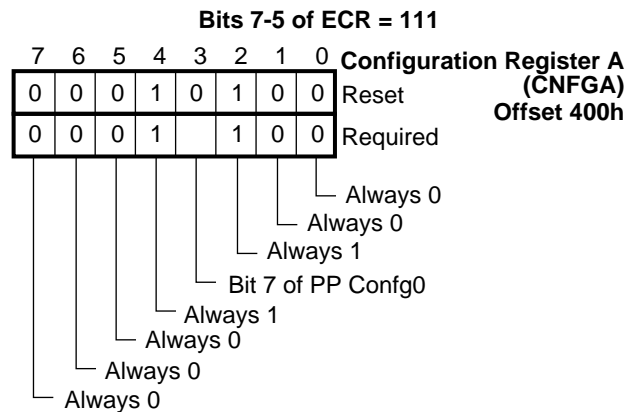 Bits 7-5 of ECR = 111
7 6 5 4 3 2 1 0 Configuration Register A
(CNFGA)
0 0 0 1 0 1 0 0 Reset
Offset 400h
0 0 0 1 1 0 0 Required
Always 0
Always 0
Always 1
Bit 7 of PP Confg0
Always 1
Always 0
Always 0
Always 0